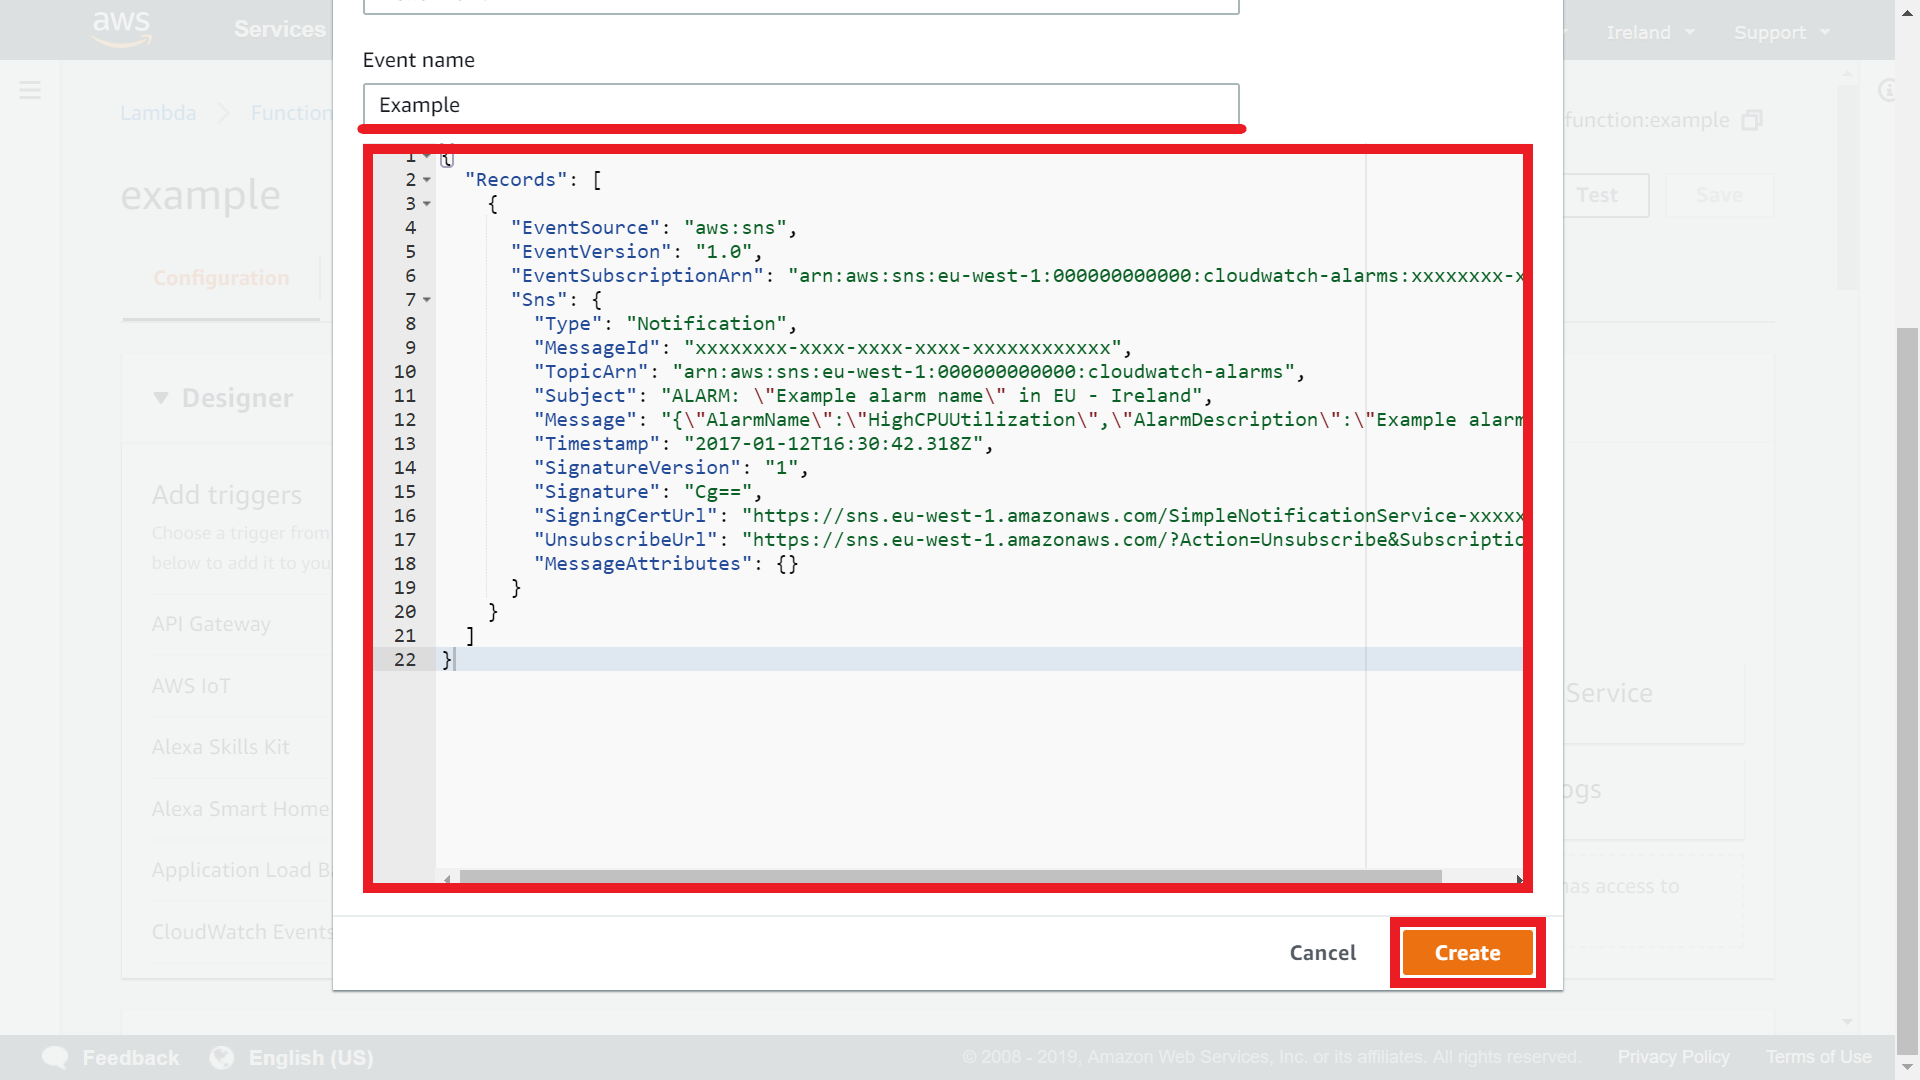 aws
Services
Ireland
Support
Event name
Lambda
Function
Example
function:example
example
Test
Save
Configuration
1 {
2 "Records": [
3 {
4 "EventSource": "aws:sns",
5 "EventVersion": "1.0",
6 "EventSubscriptionArn": "arn:aws:sns:eu-west-1:000000000000:cloudwatch-alarms:xxxxxxxx-x
7 "Sns": {
8 "Type": "Notification",
9 "MessageId": "xxxxxxxx-xxxx-xxxx-xxxx-xxxxxxxxxxxx",
10 "TopicArn": "arn:aws:sns:eu-west-1:000000000000:cloudwatch-alarms",
11 "Subject": "ALARM: \"Example alarm name\" in EU - Ireland",
12 "Message": "{\"AlarmName\":\"HighCPUUtilization\",\"AlarmDescription\":\"Example alarm
13 "Timestamp": "2017-01-12T16:30:42.318Z",
14 "SignatureVersion": "1",
15 "Signature": "Cg==",
16 "SigningCertUrl": "https://sns.eu-west-1.amazonaws.com/SimpleNotificationService-xxxxx
17 "UnsubscribeUrl": "https://sns.eu-west-1.amazonaws.com/?Action=Unsubscribe&Subscriptio
18 "MessageAttributes": {}
19 }
20 }
21 ]
22 }
Designer
Add triggers
Choose a trigger from
below to add it to you
API Gateway
AWS IoT
Alexa Skills Kit
Alexa Smart Home
Application Load Ba
CloudWatch Events
Service
ogs
has access to
Cancel
Create
Feedback
English (US)
© 2008 - 2019, Amazon Web Services, Inc. or its affiliates. All rights reserved.
Privacy Policy
Terms of Use